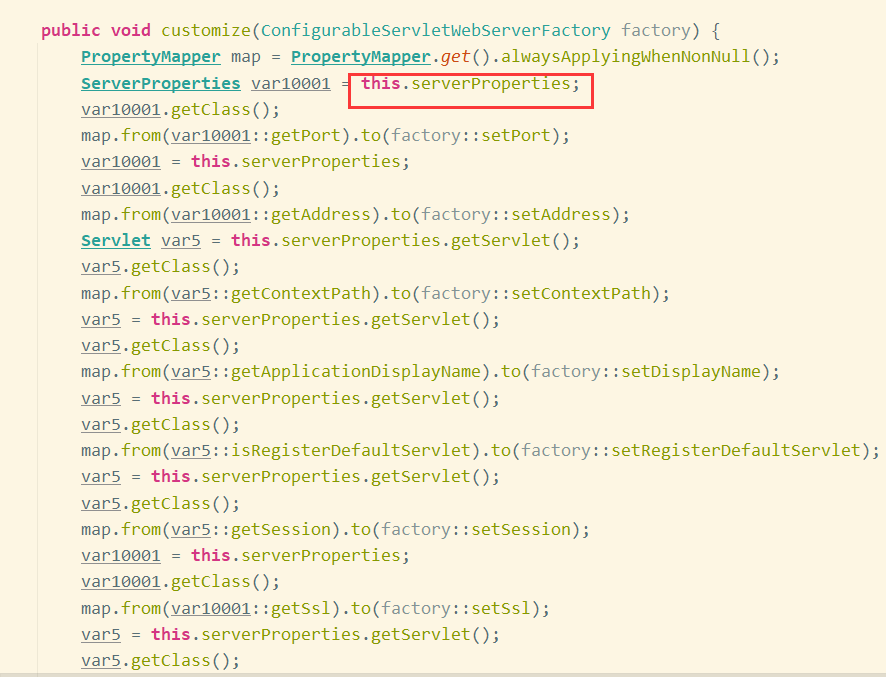 public void customize(ConfigurableServletWebServerFactory factory) {
PropertyMapper map = PropertyMapper.get().alwaysApplyingWhenNonNull();
ServerProperties var10001 = this.serverProperties;
var10001.getClass();
map.from(var10001::getPort).to(factory::setPort);
var10001 = this.serverProperties;
var10001.getClass();
map.from(var10001::getAddress).to(factory::setAddress);
Servlet var5 = this.serverProperties.getServlet();
var5.getClass();
map.from(var5::getContextPath).to(factory::setContextPath);
var5 = this.serverProperties.getServlet();
var5.getClass();
map.from(var5::getApplicationDisplayName).to(factory::setDisplayName);
var5 = this.serverProperties.getServlet();
var5.getClass();
map.from(var5::isRegisterDefaultServlet).to(factory::setRegisterDefaultServlet);
var5 = this.serverProperties.getServlet();
var5.getClass();
map.from(var5::getSession).to(factory::setSession);
var10001 = this.serverProperties;
var10001.getClass();
map.from(var10001::getSsl).to(factory::setSsl);
var5 = this.serverProperties.getServlet();
var5.getClass();